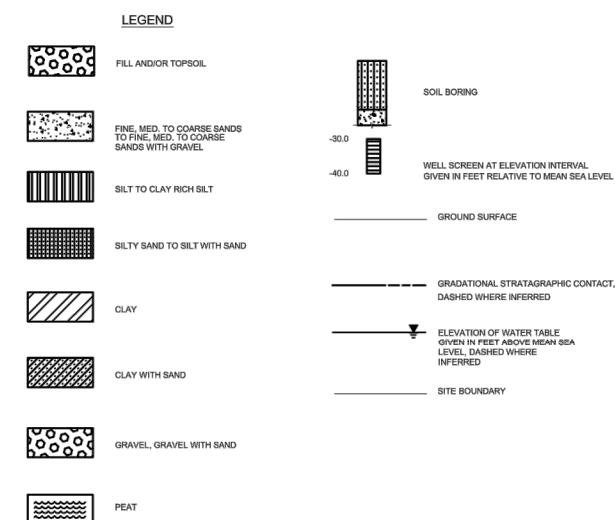 LEGEND
FILL AND/OR TOPSOIL
FINE, MED. TO COARSE SANDS
TO FINE, MED. TO COARSE
SANDS WITH GRAVEL
SILT TO CLAY RICH SILT
SILTY SAND TO SILT WITH SAND
CLAY
CLAY WITH SAND
GRAVEL, GRAVEL WITH SAND
PEAT
SOIL BORING
-30.0
-40.0
WELL SCREEN AT ELEVATION INTERVAL
GIVEN IN FEET RELATIVE TO MEAN SEA LEVEL
GROUND SURFACE
GRADATIONAL STRATAGRAPHIC CONTACT,
DASHED WHERE INFERRED
ELEVATION OF WATER TABLE
GIVEN IN FEET ABOVE MEAN SEA
LEVEL, DASHED WHERE
INFERRED
SITE BOUNDARY